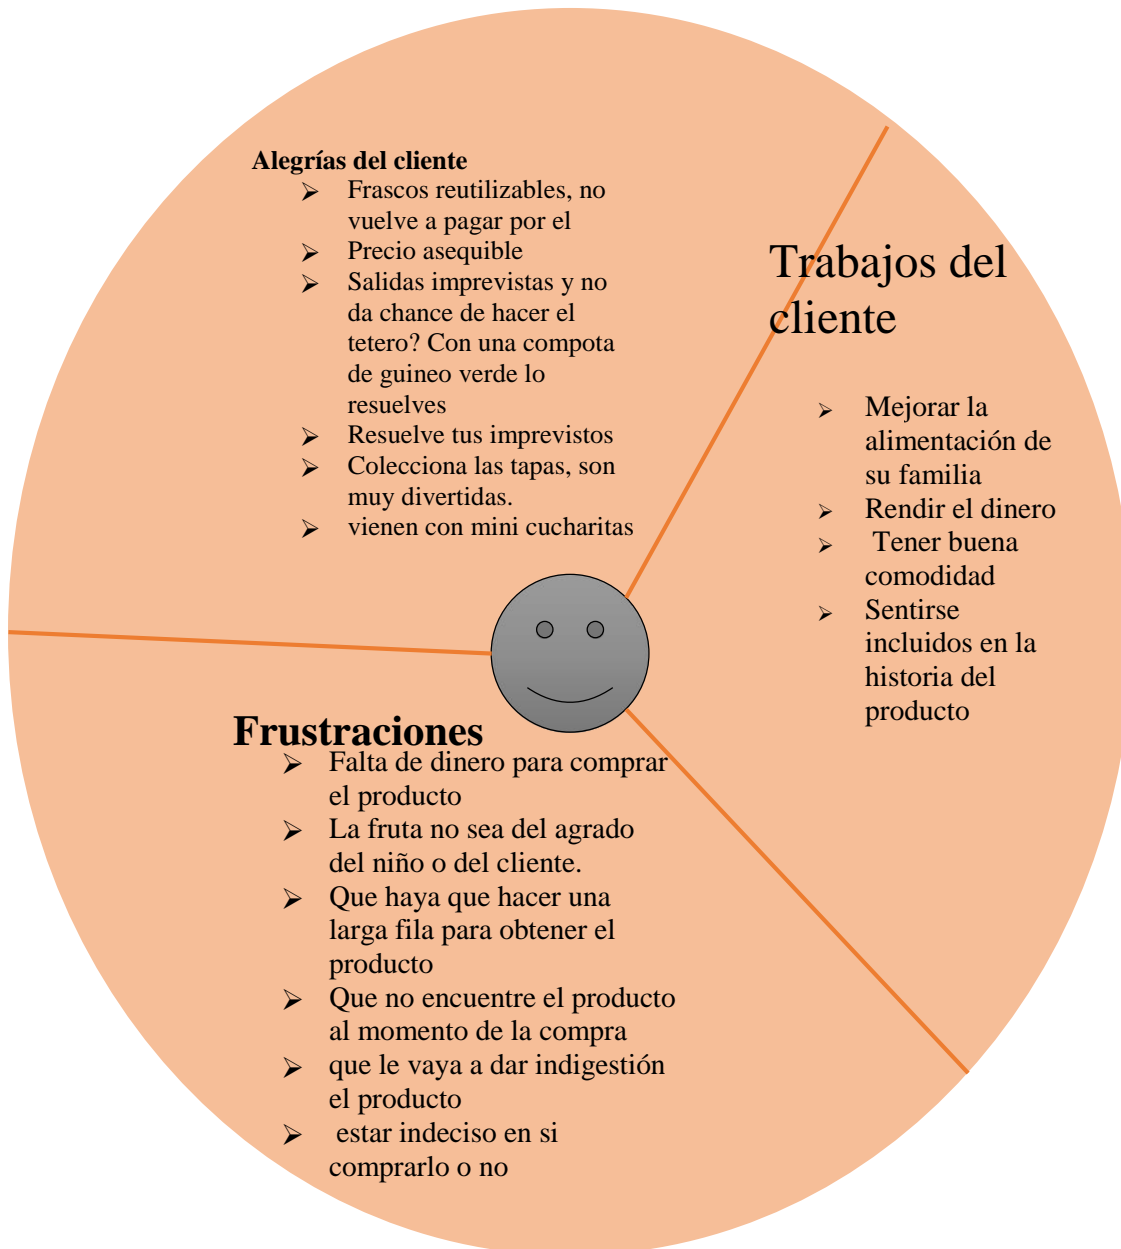 Alegrías del cliente
➢ Frascos reutilizables, no
vuelve a pagar por el
➢ Precio asequible
➢ Salidas imprevistas y no
da chance de hacer el
tetero? Con una compota
de guineo verde lo
resuelves
➢ Resuelve tus imprevistos
➢ Colecciona las tapas, son
muy divertidas.
➢ vienen con mini cucharitas
Trabajos del
cliente
➢ Mejorar la
alimentación de
su familia
➢ Rendir el dinero
➢ Tener buena
comodidad
➢ Sentirse
incluidos en la
historia del
producto
Frustraciones
➢ Falta de dinero para comprar
el producto
➢ La fruta no sea del agrado
del niño o del cliente.
➢ Que haya que hacer una
larga fila para obtener el
producto
➢ Que no encuentre el producto
al momento de la compra
➢ que le vaya a dar indigestión
el producto
➢ estar indeciso en si
comprarlo o no